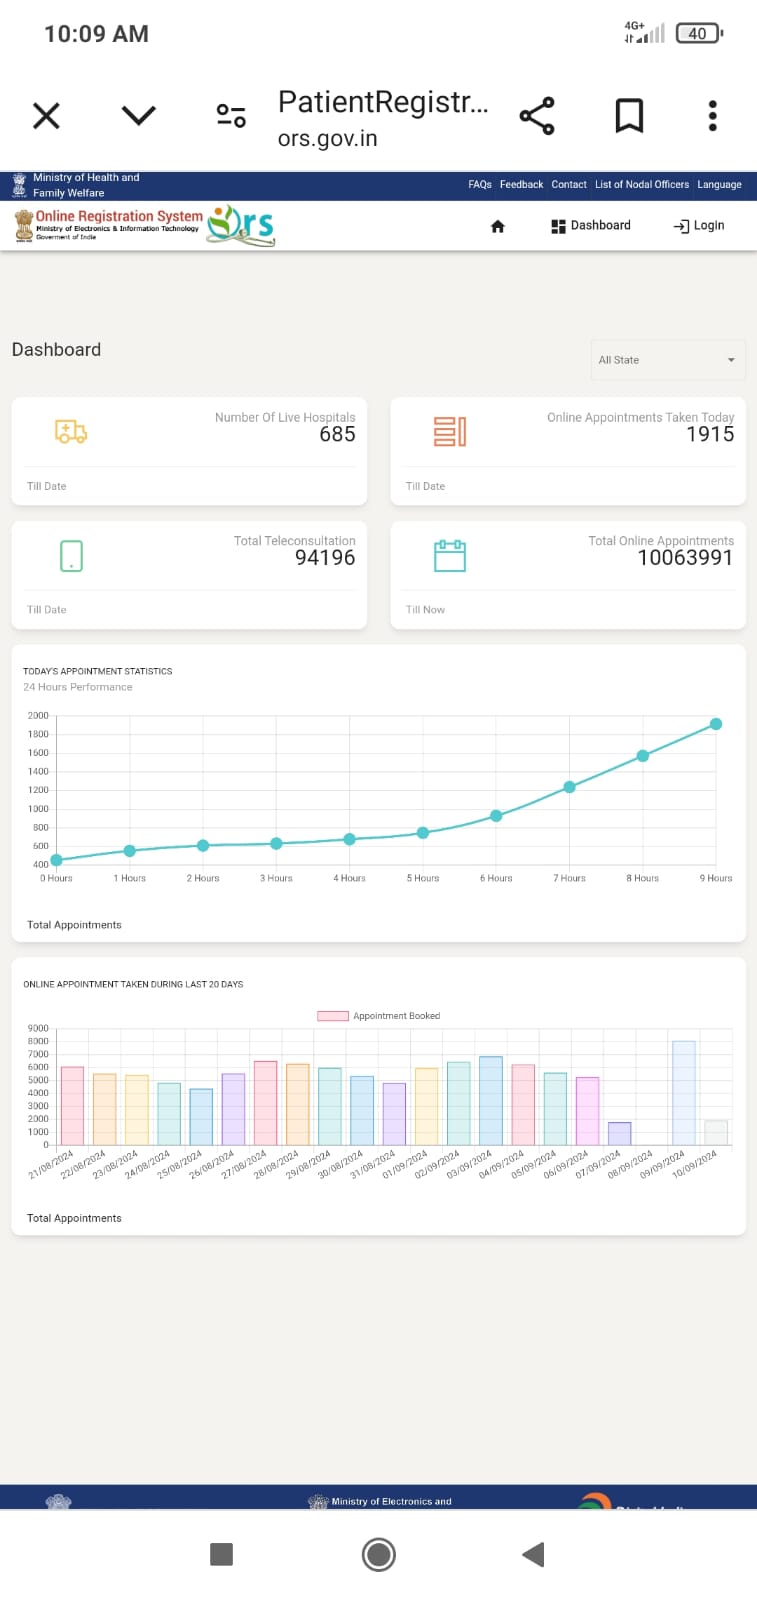 10:09 AM
4G+
40
PatientRegistr...
ors.gov.in
Ministry of Health and
Family Welfare
FAQs Feedback Contact List of Nodal Officers Language
Online Registration System
Ministry of Electronics & Information Technology
Goverment of India
Ors
Dashboard
Login
Dashboard
All State
Number Of Live Hospitals
685
Till Date
Online Appointments Taken Today
1915
Till Date
Total Teleconsultation
94196
Till Date
Total Online Appointments
10063991
Till Now
TODAY'S APPOINTMENT STATISTICS
24 Hours Performance
2000
1800
1600
1400
1200
1000
800
600
400
0 Hours 1 Hours 2 Hours 3 Hours 4 Hours 5 Hours 6 Hours 7 Hours 8 Hours 9 Hours
Total Appointments
ONLINE APPOINTMENT TAKEN DURING LAST 20 DAYS
Appointment Booked
9000
8000
7000
6000
5000
4000
3000
2000
1000
0
21/08/2024 22/08/2024 23/08/2024 24/08/2024 25/08/2024 26/08/2024 27/08/2024 28/08/2024 29/08/2024 30/08/2024 31/08/2024 01/09/2024 02/09/2024 03/09/2024 04/09/2024 05/09/2024 06/09/2024 07/09/2024 08/09/2024 09/09/2024 10/09/2024
Total Appointments
Ministry of Electronics and